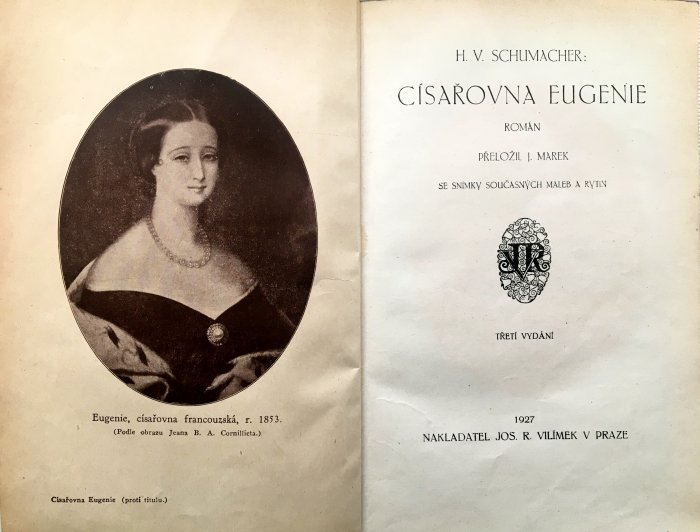 Eugenie, císařovna francouzská, r. 1853.
(Podle obrazu Jeana B. A. Cornillieta.)
Císařovna Eugenie (proti titulu.)
H. V. SCHUMACHER:
CÍSAŘOVNA EUGENIE
ROMÁN
PŘELOŽIL J. MAREK
SE SNÍMKY SOUČASNÝCH MALEB A RYTIN
JRV
TŘETÍ VYDÁNÍ
1927
NAKLADATEL JOS. R. VILÍMEK V PRAZE